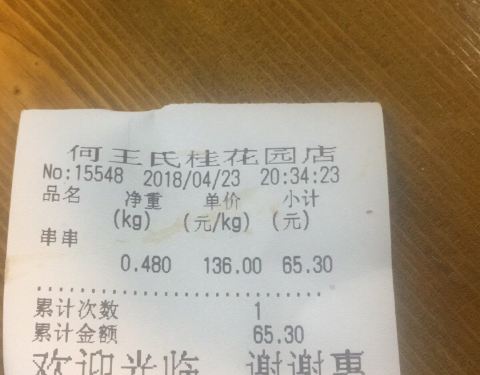 何王氏桂花园店
No:15548 2018/04/23 20:34:23
品名 净重 单价 小计
(kg) (元/kg) (元)
串串
0.480 136.00 65.30
累计次数 1
累计金额 65.30
欢迎光临 谢谢惠